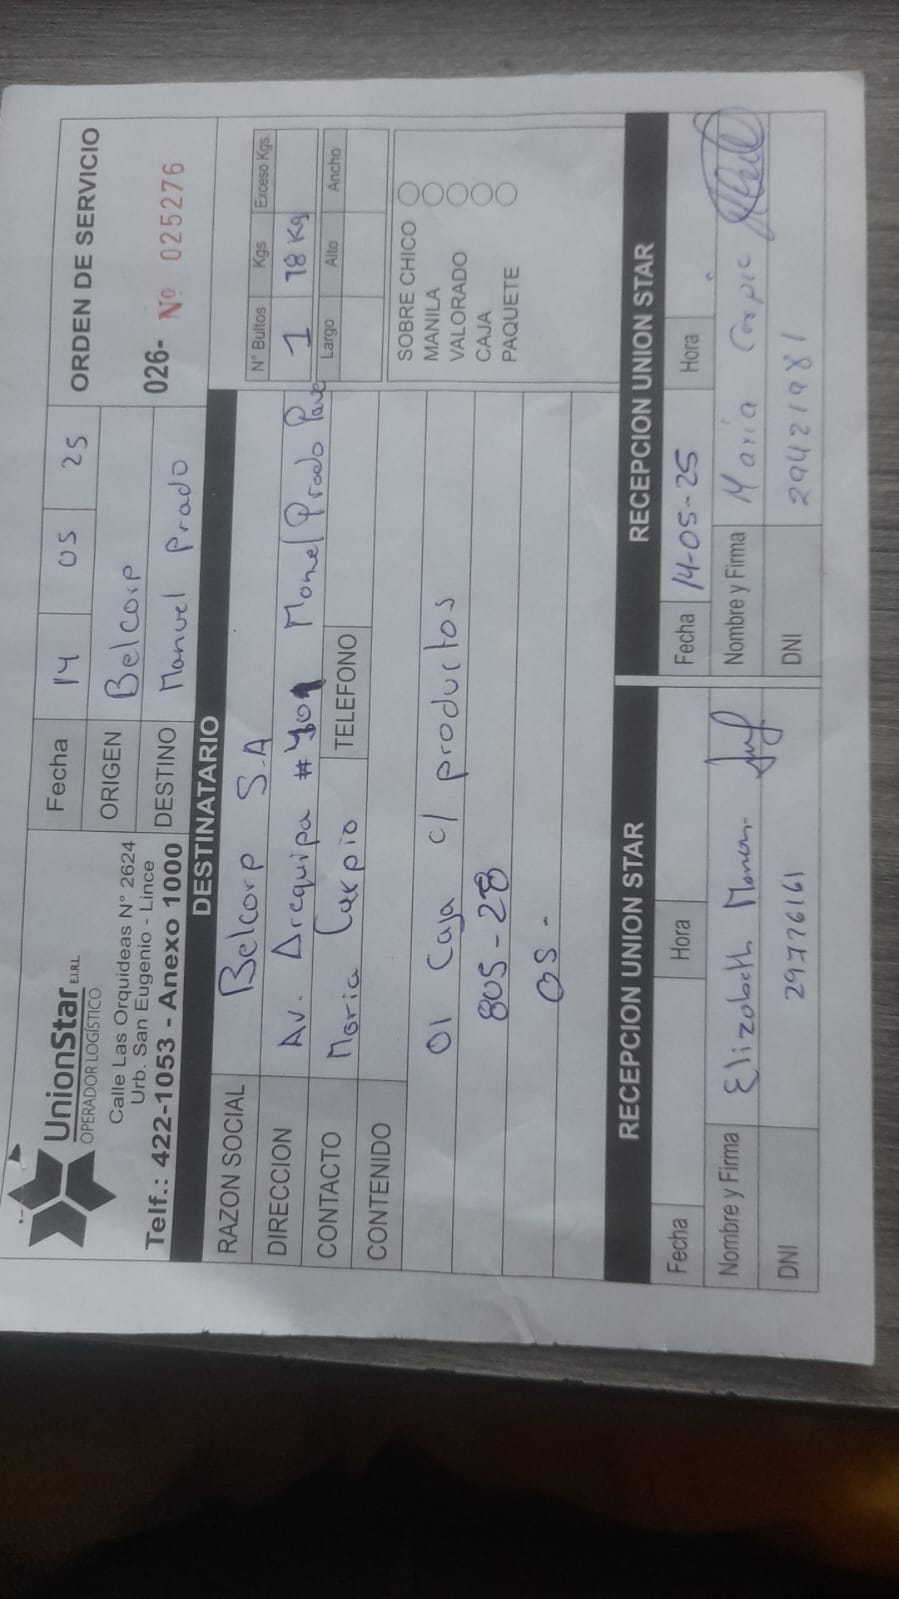 UnionStar E.I.R.L.
OPERADOR LOGÍSTICO
Calle Las Orquideas N° 2624
Urb. San Eugenio - Lince
Telf.: 422-1053 - Anexo 1000
Fecha 14 05 25
ORIGEN Belcorp
DESTINO Manuel Prado
ORDEN DE SERVICIO
026- Nº 025276
DESTINATARIO
RAZON SOCIAL Belcorp S.A
DIRECCION Av. Arequipa # Manel Prado
CONTACTO Maria Carpio TELEFONO
CONTENIDO
01 Caja c/ productos
805-28
OS-
N° Bultos Kgs Exceso Kgs.
1 18 Kg
Largo Alto Ancho
SOBRE CHICO
MANILA
VALORADO
CAJA
PAQUETE
RECEPCION UNION STAR
Fecha Hora
Nombre y Firma Elizabeth
DNI 29776161
RECEPCION UNION STAR
Fecha 14-05-25 Hora
Nombre y Firma Maria Carpio
DNI 29421981